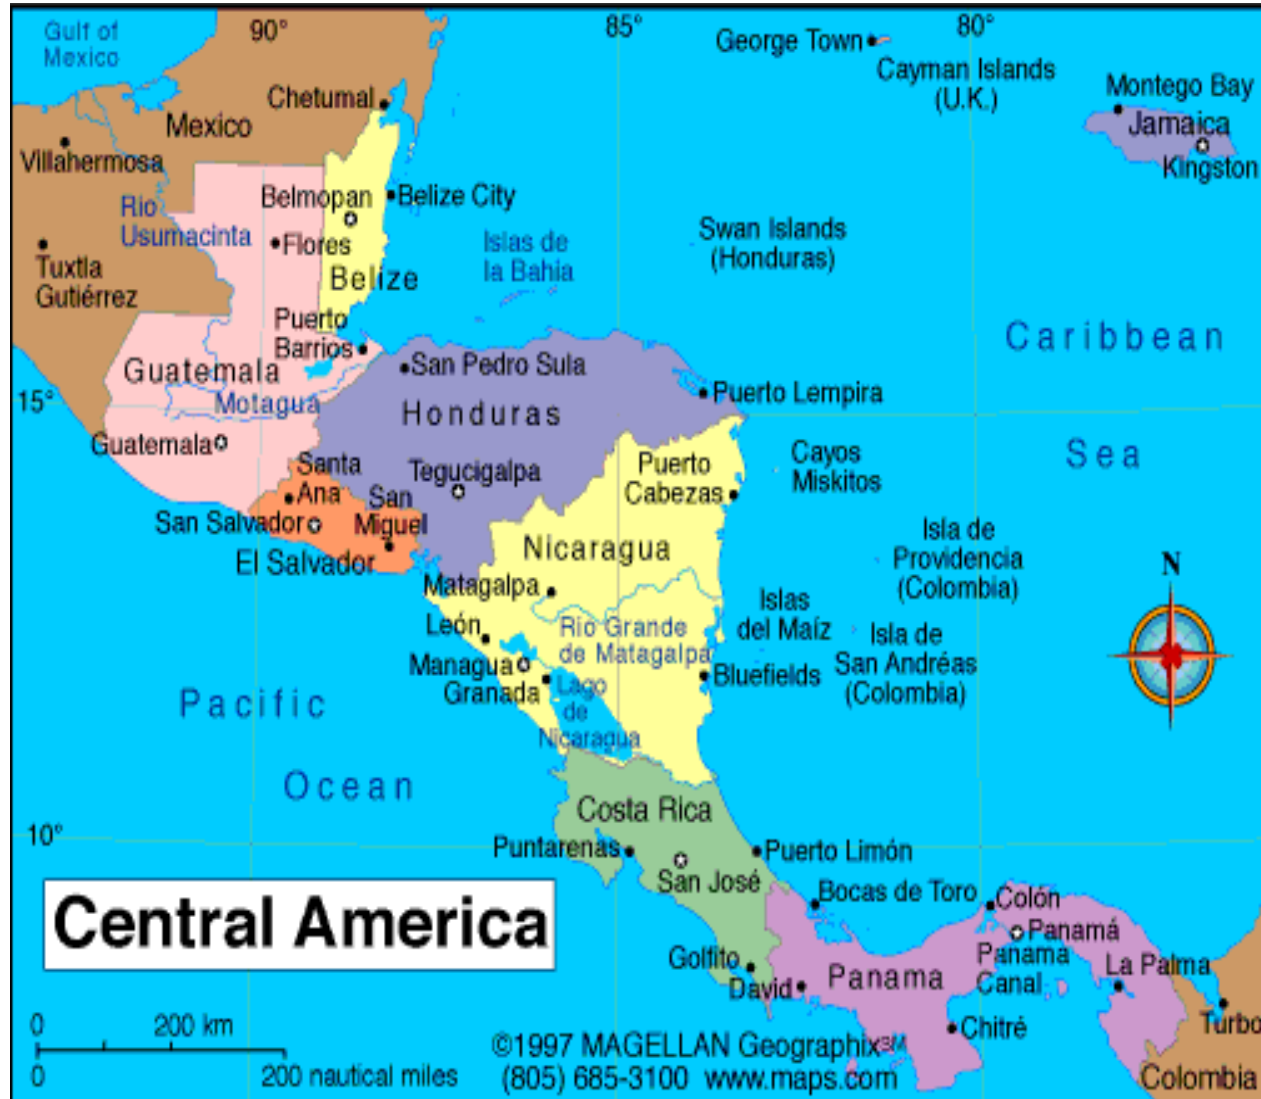 Gulf of
Mexico
90°
85°
80°
George Town
Cayman Islands
(U.K.)
Montego Bay
Jamaica
Kingston
Chetumal
Mexico
Villahermosa
Rio
Usumacinta
Belmopan
Belize City
Flores
Belize
Tuxtla
Gutiérrez
Islas de
la Bahia
Swan Islands
(Honduras)
Puerto
Barrios
Guatemala
Motagua
San Pedro Sula
Honduras
Puerto Lempira
Caribbean
Sea
15°
Guatemala
Santa
Ana
San
Miguel
Tegucigalpa
San Salvador
El Salvador
Puerto
Cabezas
Cayos
Miskitos
Nicaragua
Isla de
Providencia
(Colombia)
N
Matagalpa
León
Rio Grande
de Matagalpa
Islas
del Maíz
Isla de
San Andréas
(Colombia)
Managua
Granada
Lago
de
Nicaragua
Bluefields
Pacific
Ocean
10°
Costa Rica
Puntarenas
San José
Puerto Limón
Bocas de Toro
Colón
Panamá
Panama
Canal
La Palma
Golfito
David
Panama
Chitré
Turbo
Colombia
Central America
0
200 km
0
200 nautical miles
©1997 MAGELLAN Geographix℠
(805) 685-3100 www.maps.com